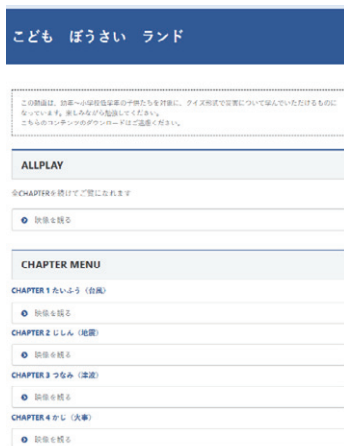 こども ぼうさい ランド
この動画は、幼年～小学校低学年の子供たちを対象に、クイズ形式で災害について学んでいただけるものに
なっています。楽しみながら勉強してください。
こちらのコンテンツのダウンロードはご遠慮ください。
ALLPLAY
全CHAPTERを続けてご覧になれます
映像を観る
CHAPTER MENU
CHAPTER 1 たいふう（台風）
映像を観る
CHAPTER 2 じしん（地震）
映像を観る
CHAPTER 3 つなみ（津波）
映像を観る
CHAPTER 4 かじ（火事）
映像を観る